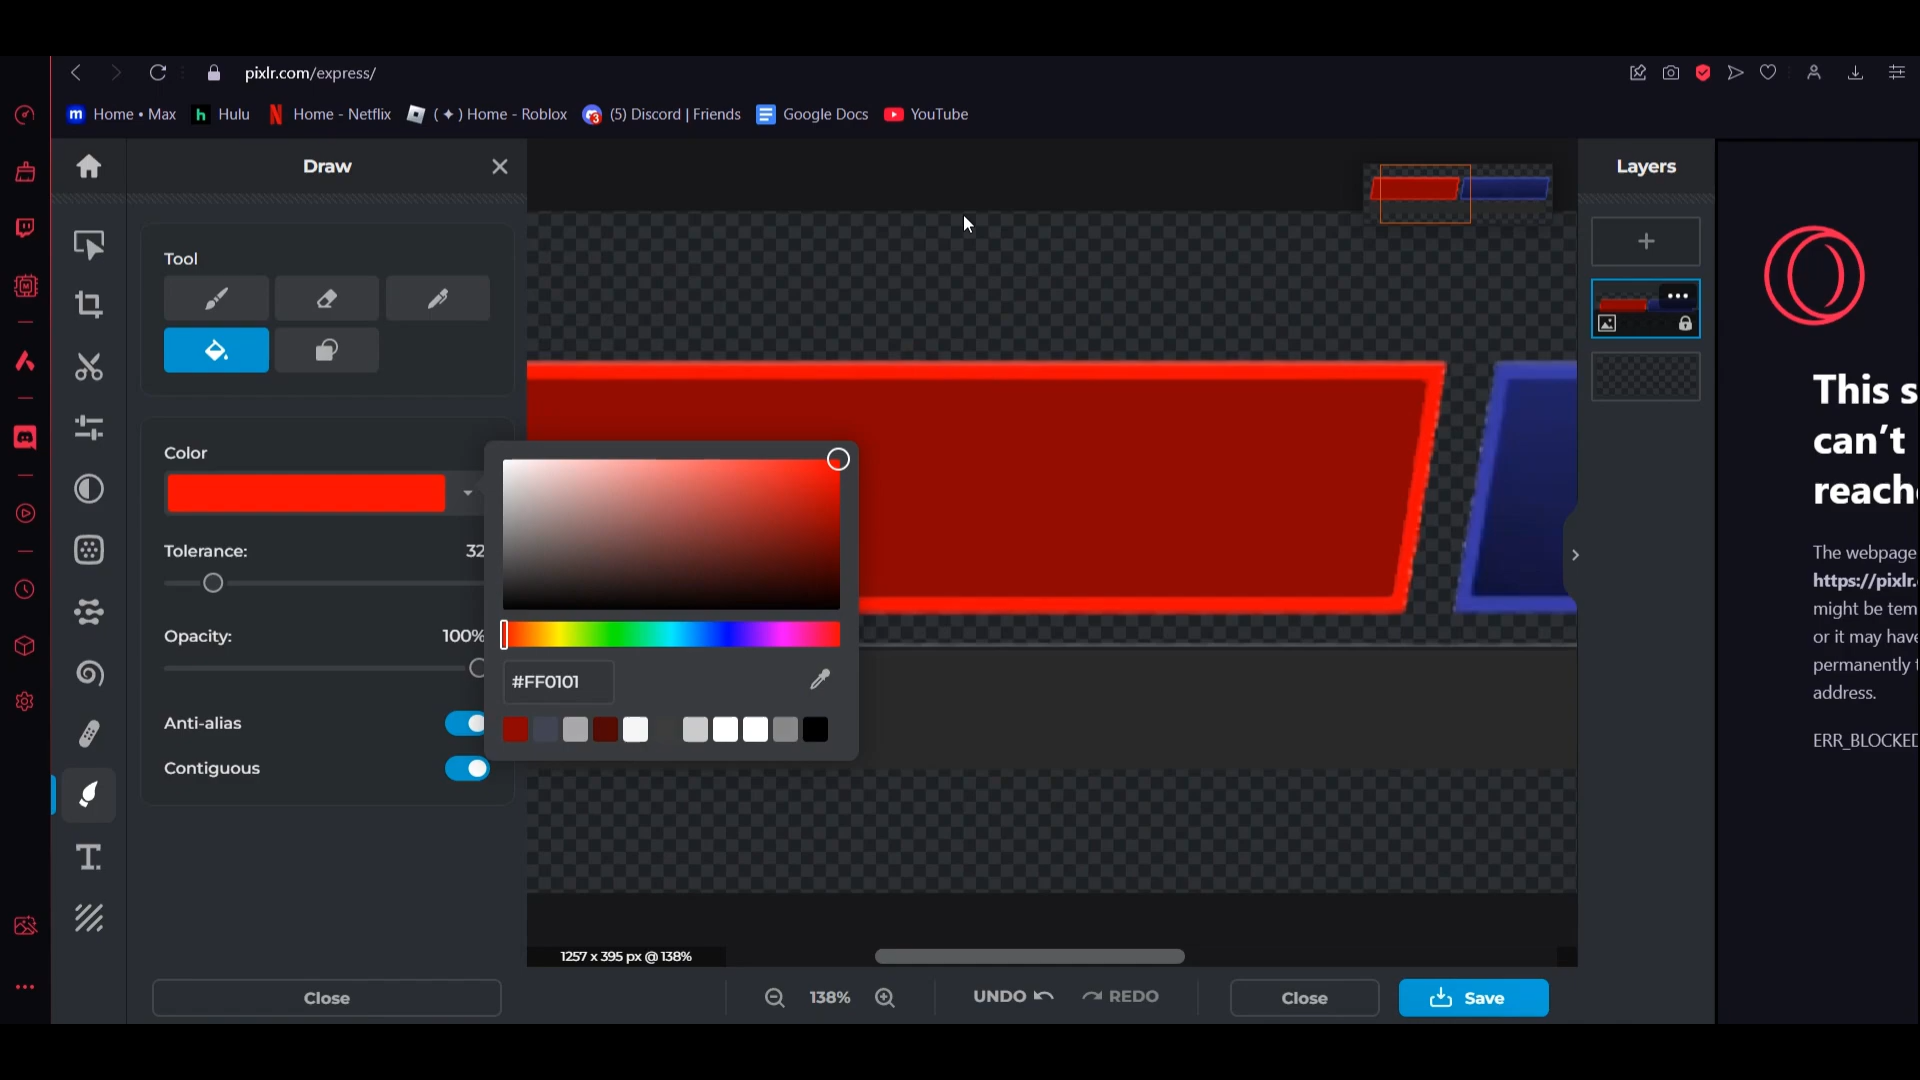 pixlr.com/express/
m Home • Max
h Hulu
N Home - Netflix
( ✦ ) Home - Roblox
3 (5) Discord | Friends
Google Docs
YouTube
Draw
Layers
Tool
Color
Tolerance: 32
#FF0101
Opacity: 100%
Anti-alias
Contiguous
T
M
1257 x 395 px @ 138%
Close
138%
UNDO
REDO
Close
Save
This s
can't
reach
The webpage
https://pixlr.
might be tem
or it may have
permanently
address.
ERR_BLOCKED